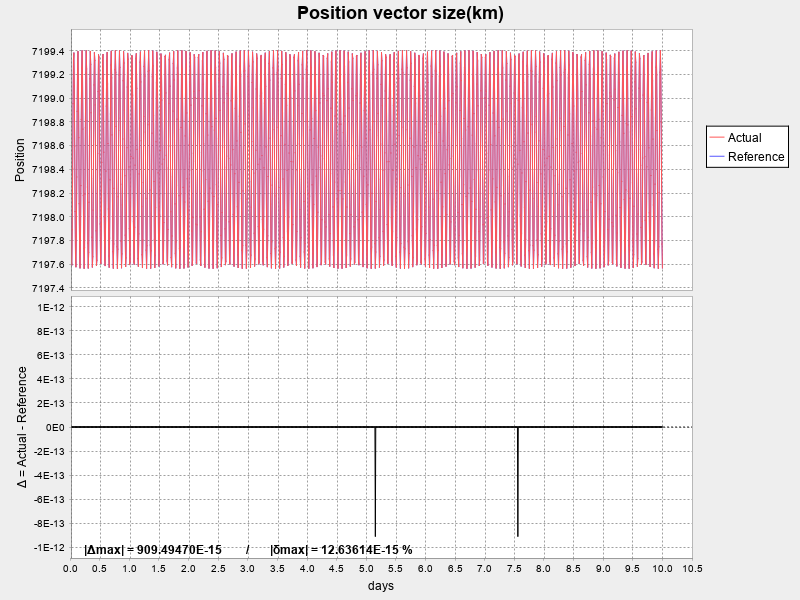 Position vector size(km)
7199.4
7199.2
7199.0
7198.8
7198.6
7198.4
7198.2
7198.0
7197.8
7197.6
7197.4
Position
Actual
Reference
1E-12
8E-13
6E-13
4E-13
2E-13
0E0
-2E-13
-4E-13
-6E-13
-8E-13
-1E-12
Δ = Actual - Reference
|Δmax| = 909.49470E-15 / |δmax| = 12.63614E-15 %
0.0 0.5 1.0 1.5 2.0 2.5 3.0 3.5 4.0 4.5 5.0 5.5 6.0 6.5 7.0 7.5 8.0 8.5 9.0 9.5 10.0 10.5
days